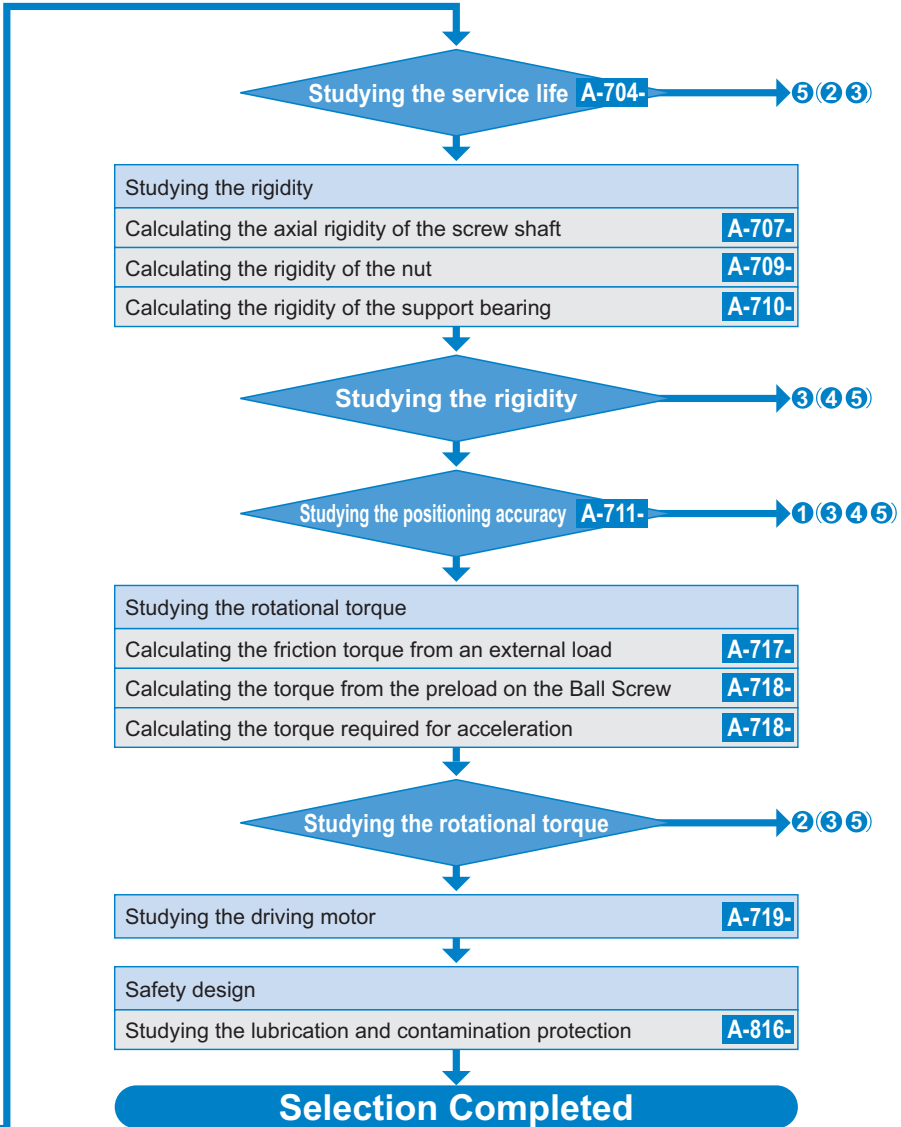 Studying the service life A-704- ❺(❷❸)
Studying the rigidity
Calculating the axial rigidity of the screw shaft A-707-
Calculating the rigidity of the nut A-709-
Calculating the rigidity of the support bearing A-710-
Studying the rigidity ❸(❹❺)
Studying the positioning accuracy A-711- ❶(❸❹❺)
Studying the rotational torque
Calculating the friction torque from an external load A-717-
Calculating the torque from the preload on the Ball Screw A-718-
Calculating the torque required for acceleration A-718-
Studying the rotational torque ❷(❸❺)
Studying the driving motor A-719-
Safety design
Studying the lubrication and contamination protection A-816-
Selection Completed